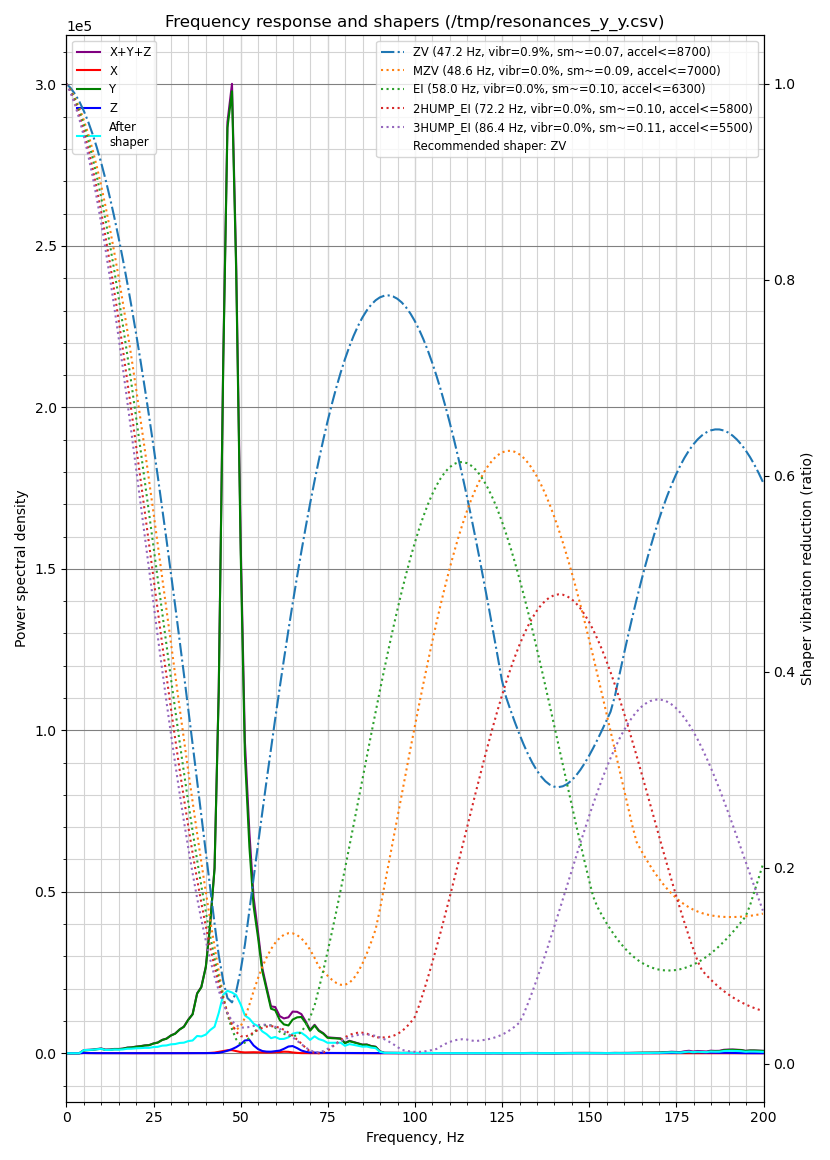 Frequency response and shapers (/tmp/resonances_y_y.csv)
1e5
X+Y+Z
X
Y
Z
After
shaper
ZV (47.2 Hz, vibr=0.9%, sm~=0.07, accel<=8700)
MZV (48.6 Hz, vibr=0.0%, sm~=0.09, accel<=7000)
EI (58.0 Hz, vibr=0.0%, sm~=0.10, accel<=6300)
2HUMP_EI (72.2 Hz, vibr=0.0%, sm~=0.10, accel<=5800)
3HUMP_EI (86.4 Hz, vibr=0.0%, sm~=0.11, accel<=5500)
Recommended shaper: ZV
Power spectral density
3.0
2.5
2.0
1.5
1.0
0.5
0.0
1.0
0.8
0.6
0.4
0.2
0.0
Shaper vibration reduction (ratio)
0 25 50 75 100 125 150 175 200
Frequency, Hz